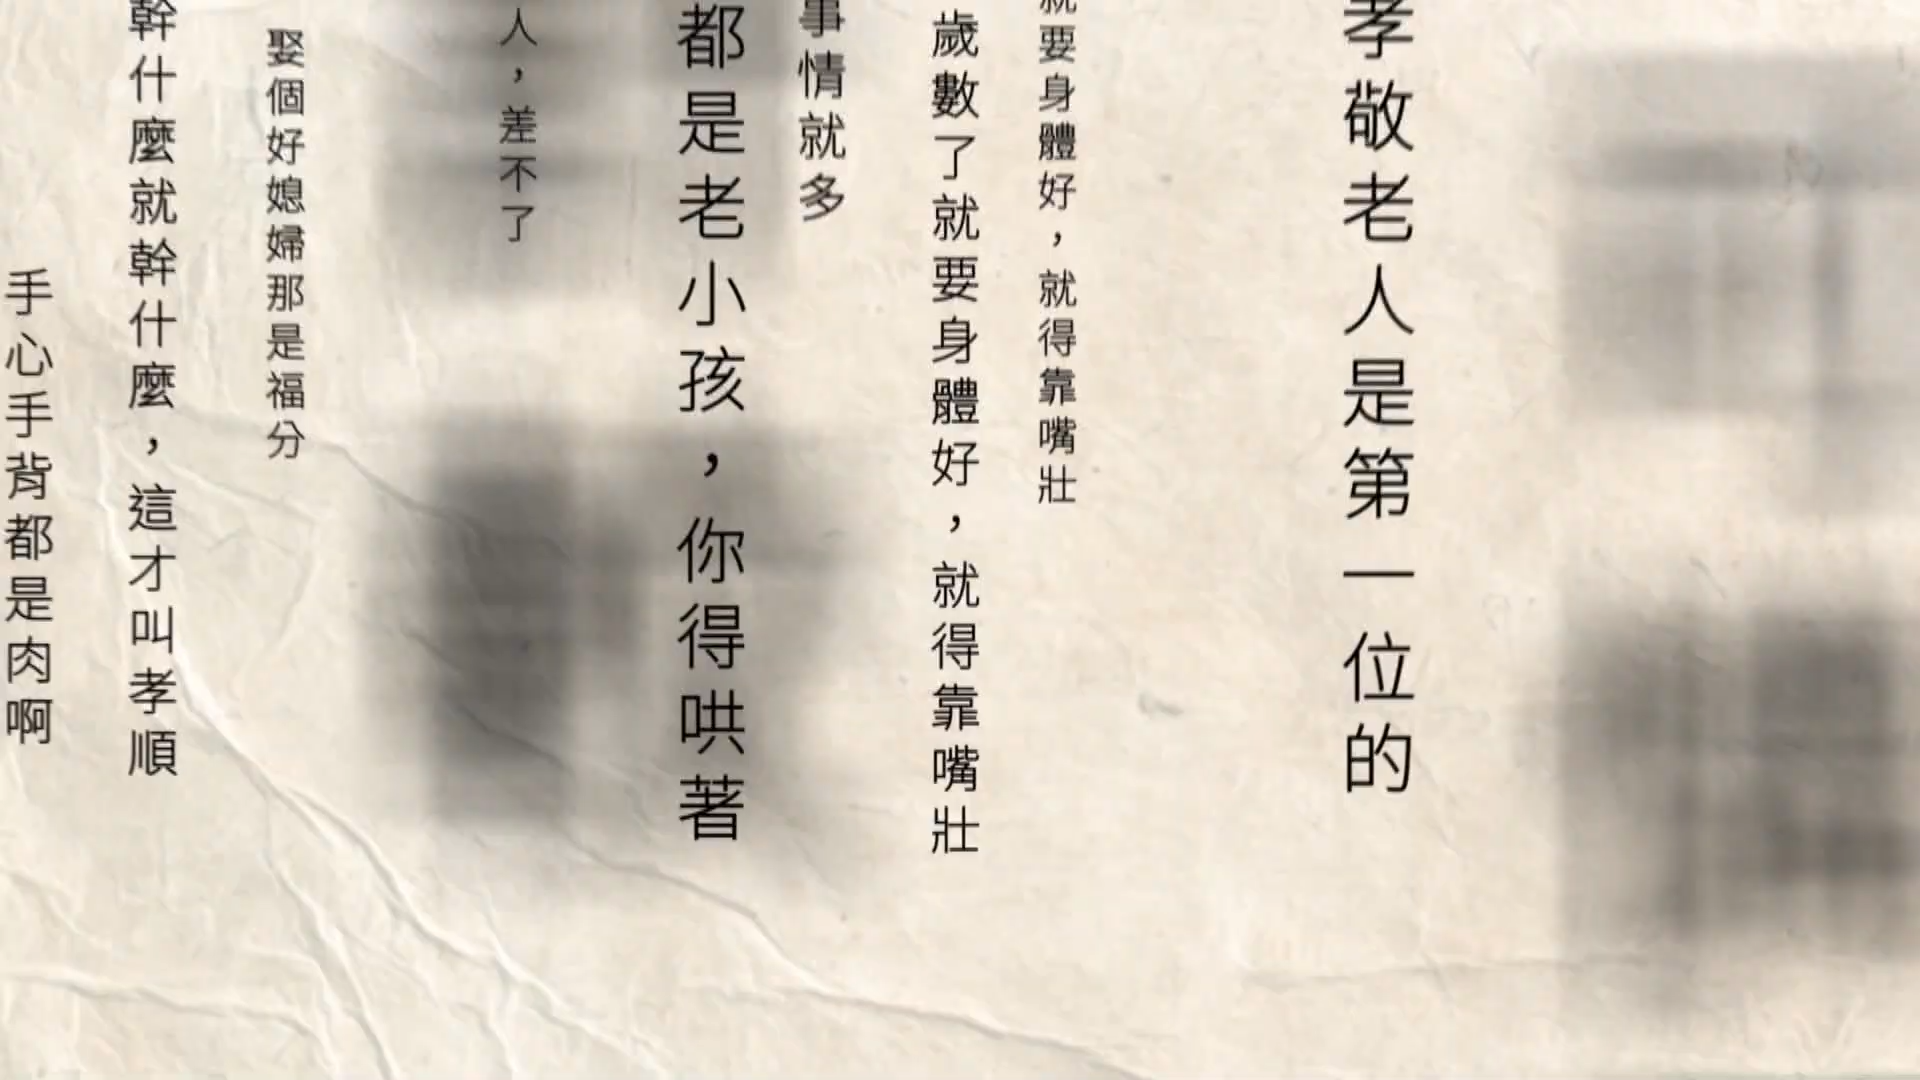 孝敬老人是第一位的
就要身體好，就得靠嘴壯
歲數了就要身體好，就得靠嘴壯
事情就多
都是老小孩，你得哄著
人，差不了
娶個好媳婦那是福分
幹什麼就幹什麼，這才叫孝順
手心手背都是肉啊